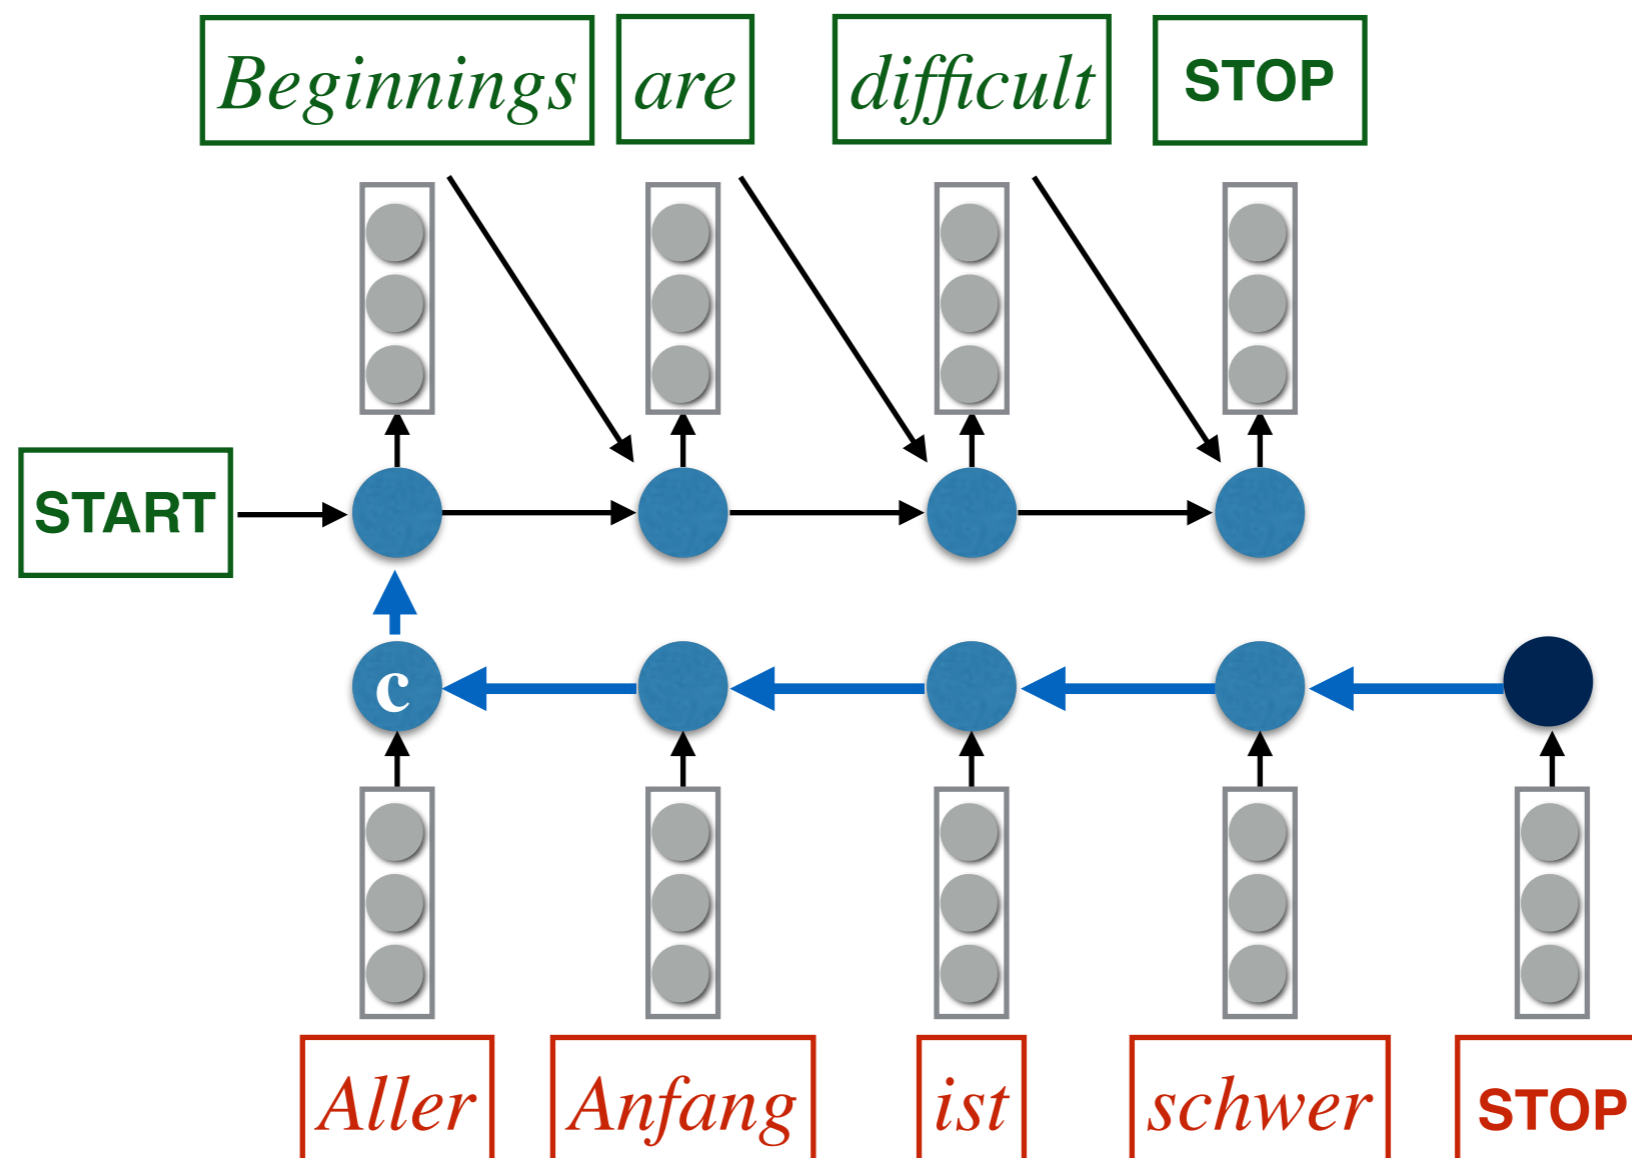 Beginnings are difficult STOP
START
c
Aller Anfang ist schwer STOP